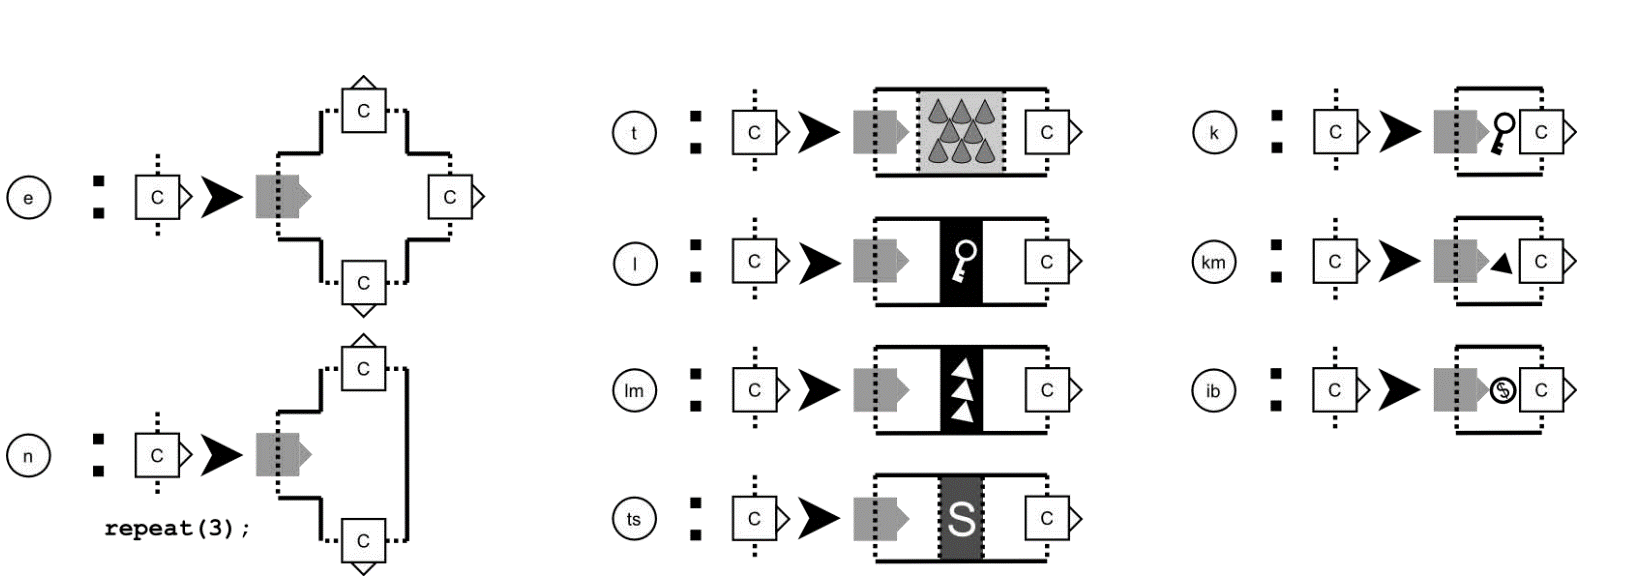 C
e : C C
C
C
n : C
repeat(3);
C
t : C C
l : C C
lm : C C
ts : C S C
k : C C
km : C C
ib : C $ C